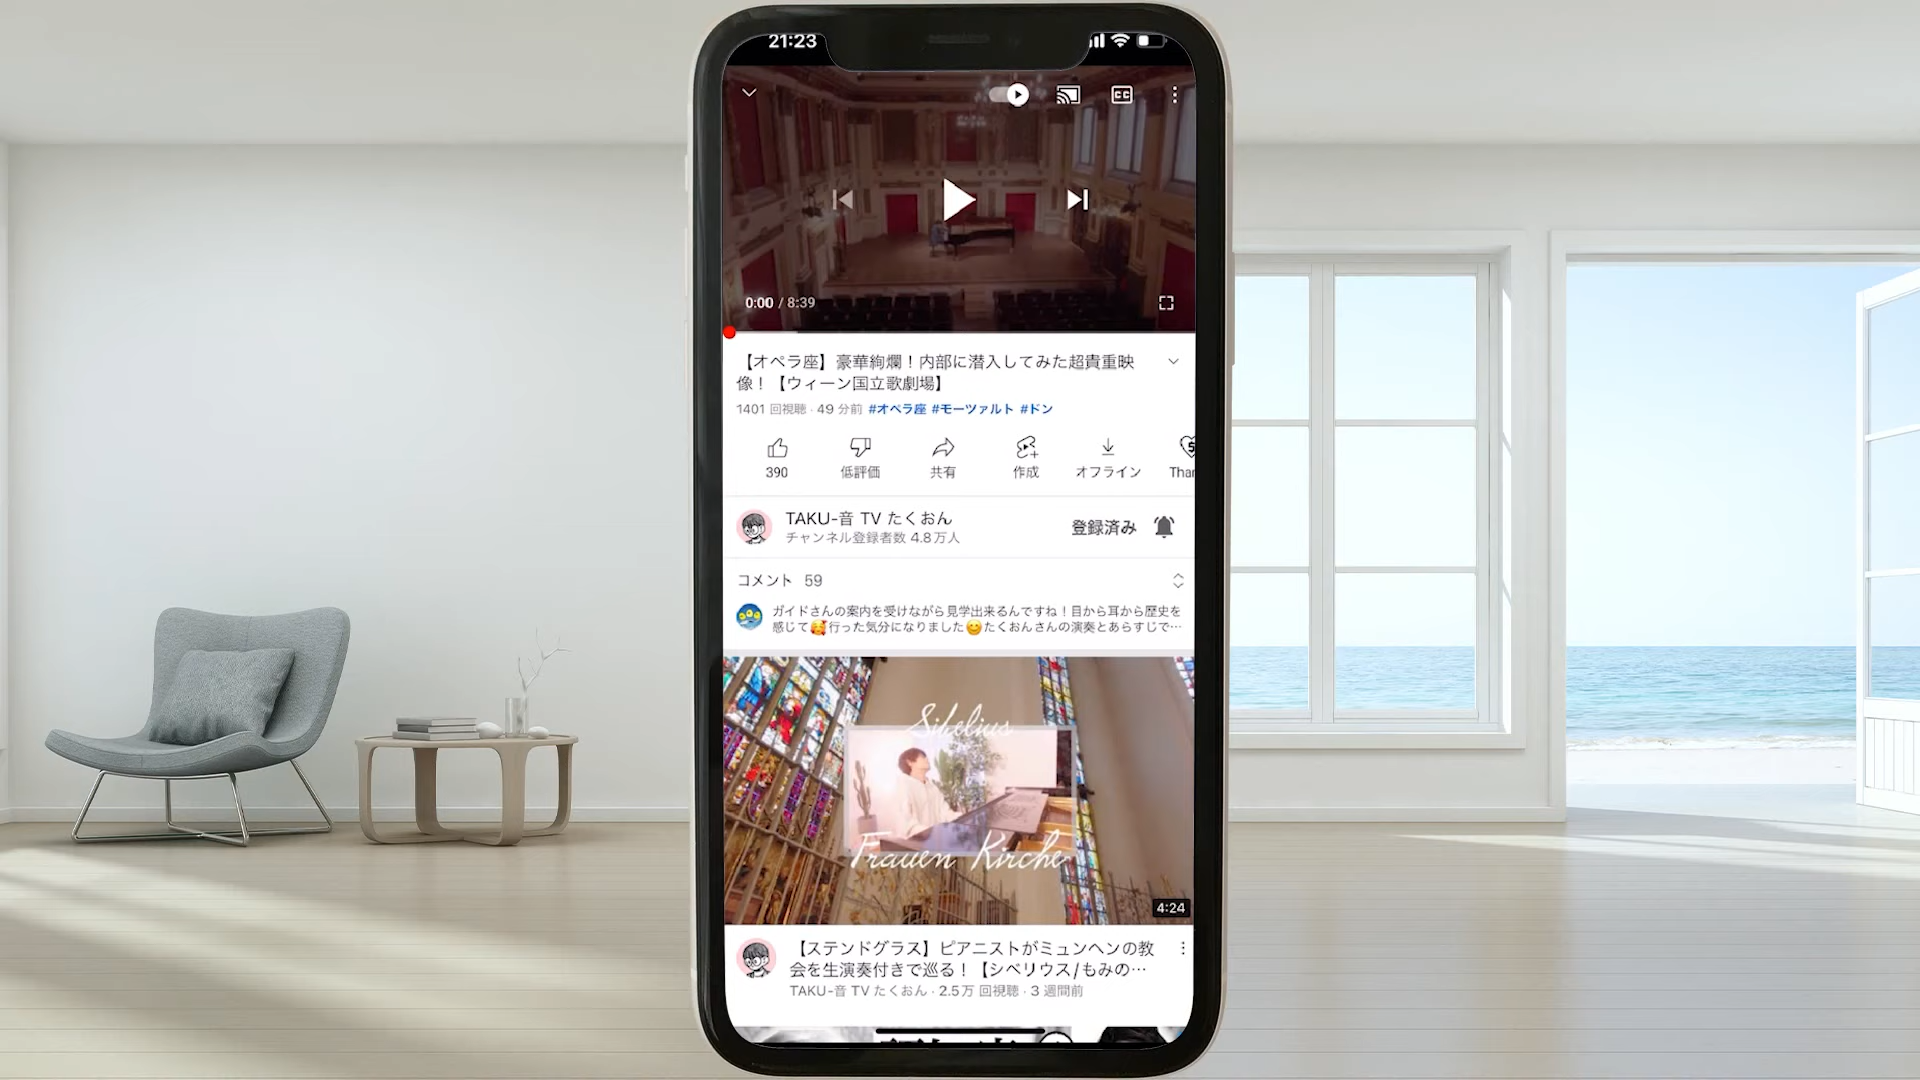 21:23
CC
0:00 / 8:39
【オペラ座】豪華絢爛！内部に潜入してみた超貴重映
像！【ウィーン国立歌劇場】
1401 回視聴 · 49 分前 #オペラ座 #モーツァルト #ドン
390 低評価 共有 作成 オフライン Than
TAKU-音 TV たくおん
チャンネル登録者数 4.8万人
登録済み
コメント 59
ガイドさんの案内を受けながら見学出来るんですね！目から耳から歴史を
感じて🥰行った気分になりました😊たくおんさんの演奏とあらすじで…
Sibelius
Frauen Kirche
4:24
【ステンドグラス】ピアニストがミュンヘンの教
会を生演奏付きで巡る！【シベリウス/もみの…
TAKU-音 TV たくおん · 2.5万 回視聴 · 3 週間前